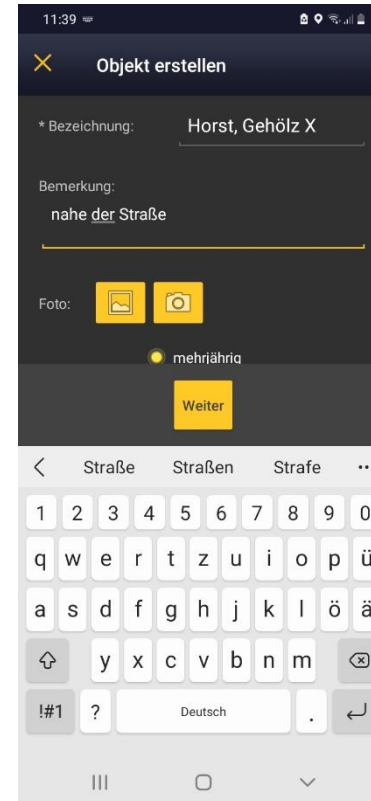 11:39
Objekt erstellen
* Bezeichnung: Horst, Gehölz X
Bemerkung:
nahe der Straße
Foto:
mehrjährig
Weiter
Straße Straßen Strafe
1 2 3 4 5 6 7 8 9 0
q w e r t z u i o p ü
a s d f g h j k l ö ä
y x c v b n m
!#1 ? Deutsch .